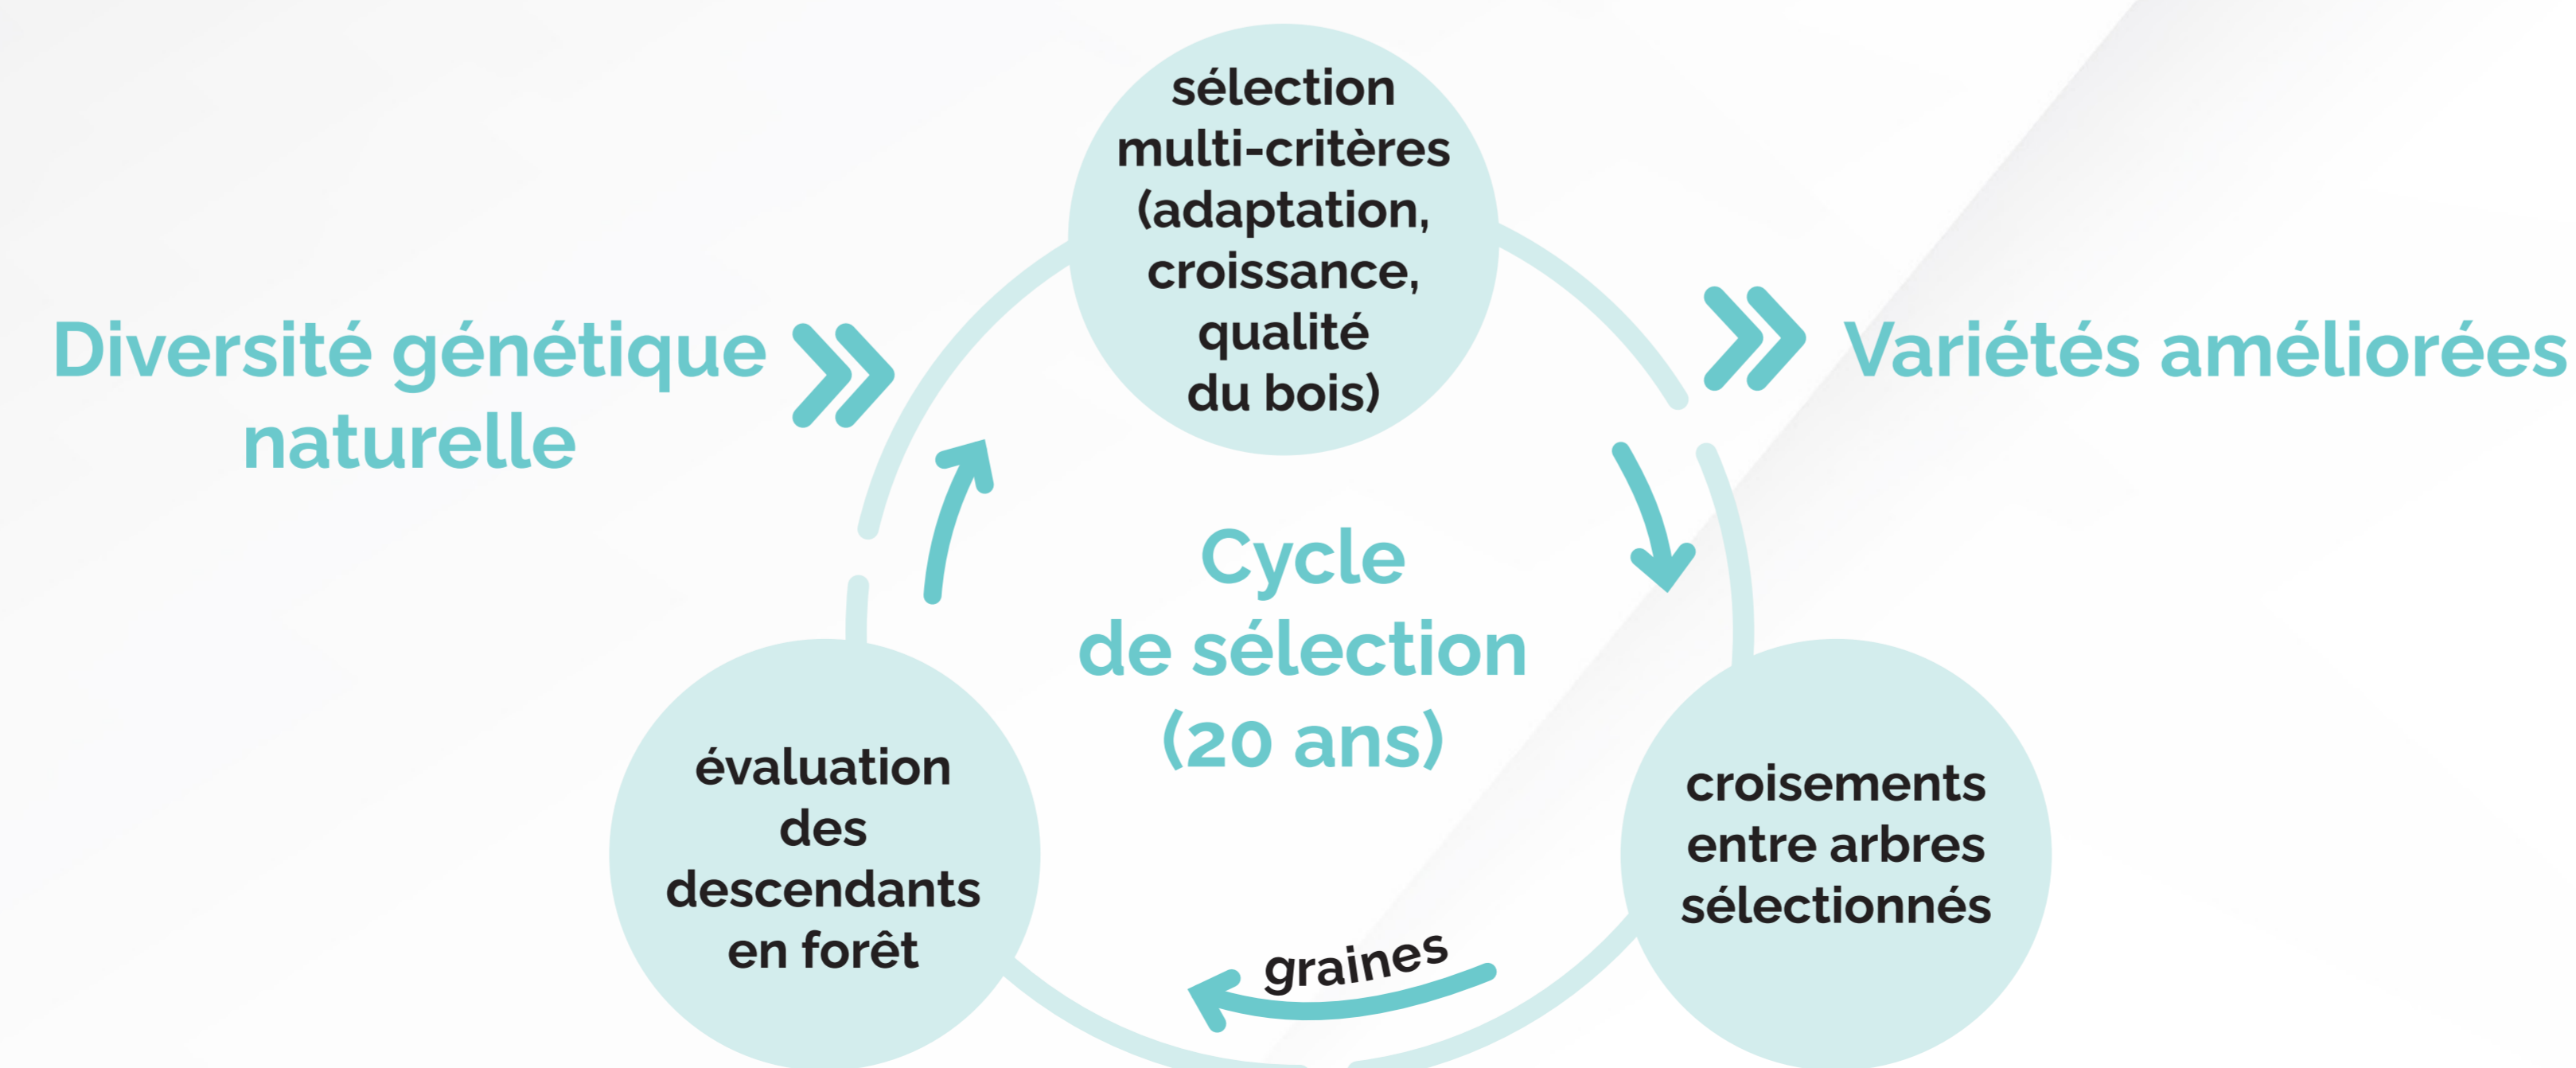 sélection
multi-critères
(adaptation,
croissance,
qualité
du bois)
Diversité génétique
naturelle
Variétés améliorées
Cycle
de sélection
(20 ans)
évaluation
des
descendants
en forêt
croisements
entre arbres
sélectionnés
graines